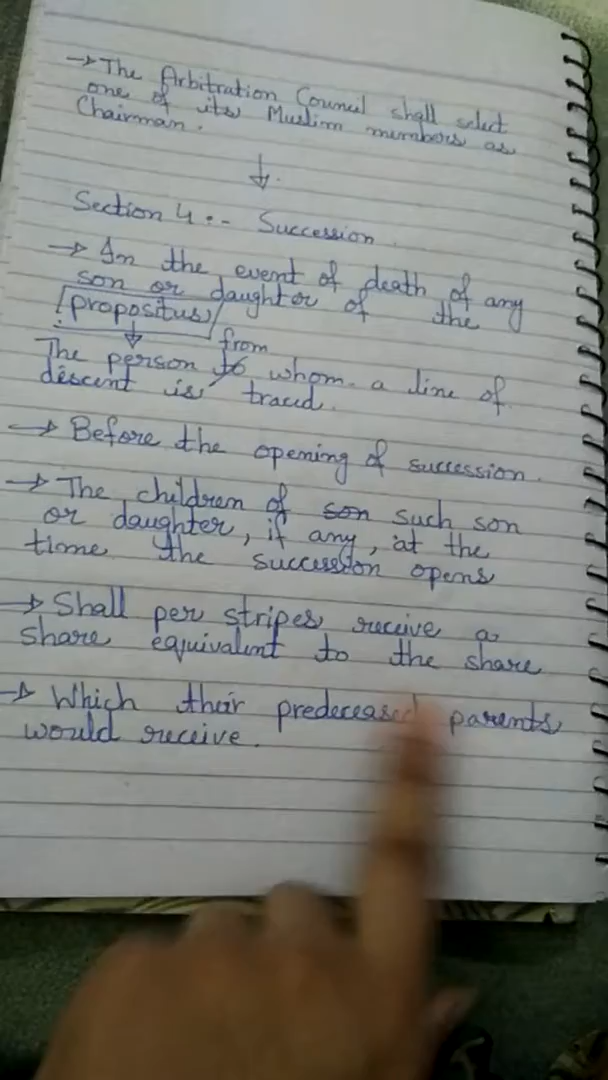 → The Arbitration Council shall select
one of its Muslim members as
Chairman.
↓
Section 4 :- Succession
→ In the event of death of any
son or daughter of the
[propositus]
↓
from
The person to whom a line of
descent is traced.
→ Before the opening of succession.
→ The children of son such son
or daughter, if any, at the
time the succession opens
→ Shall per stripes receive a
share equivalent to the share
→ Which their predeceased parents
would receive.